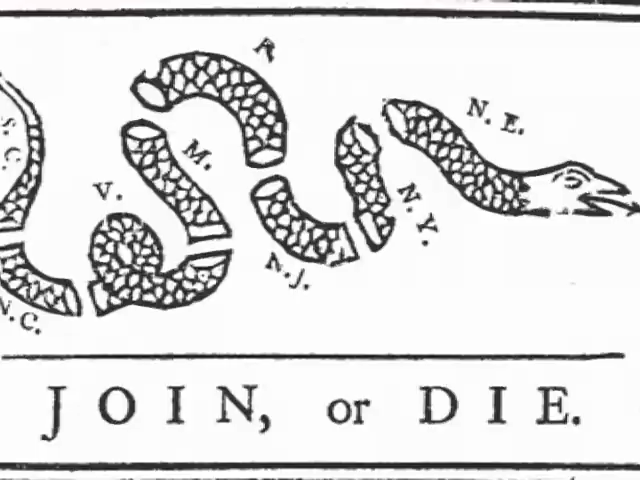 S. C.
N. C.
V.
M.
P
N. J.
N. Y.
N. E.
JOIN, or DIE.